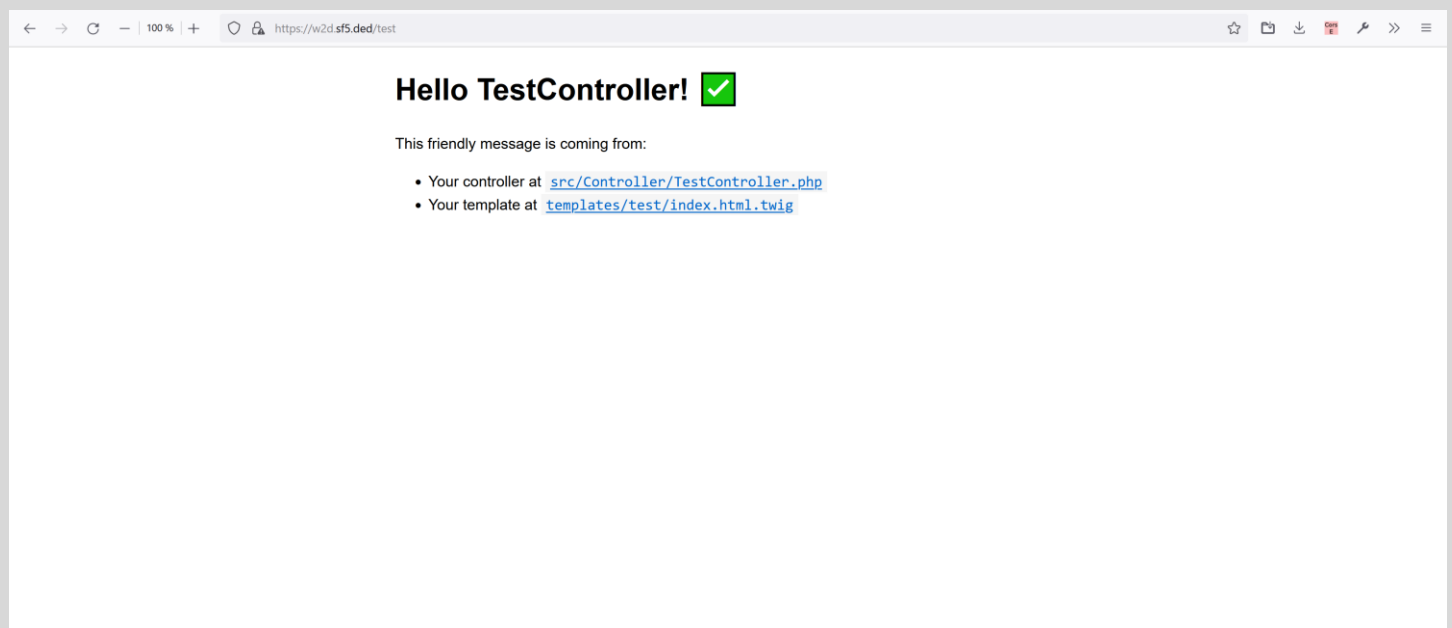 100 %
https://w2d.sf5.ded/test
Hello TestController! ✅
This friendly message is coming from:
• Your controller at src/Controller/TestController.php
• Your template at templates/test/index.html.twig